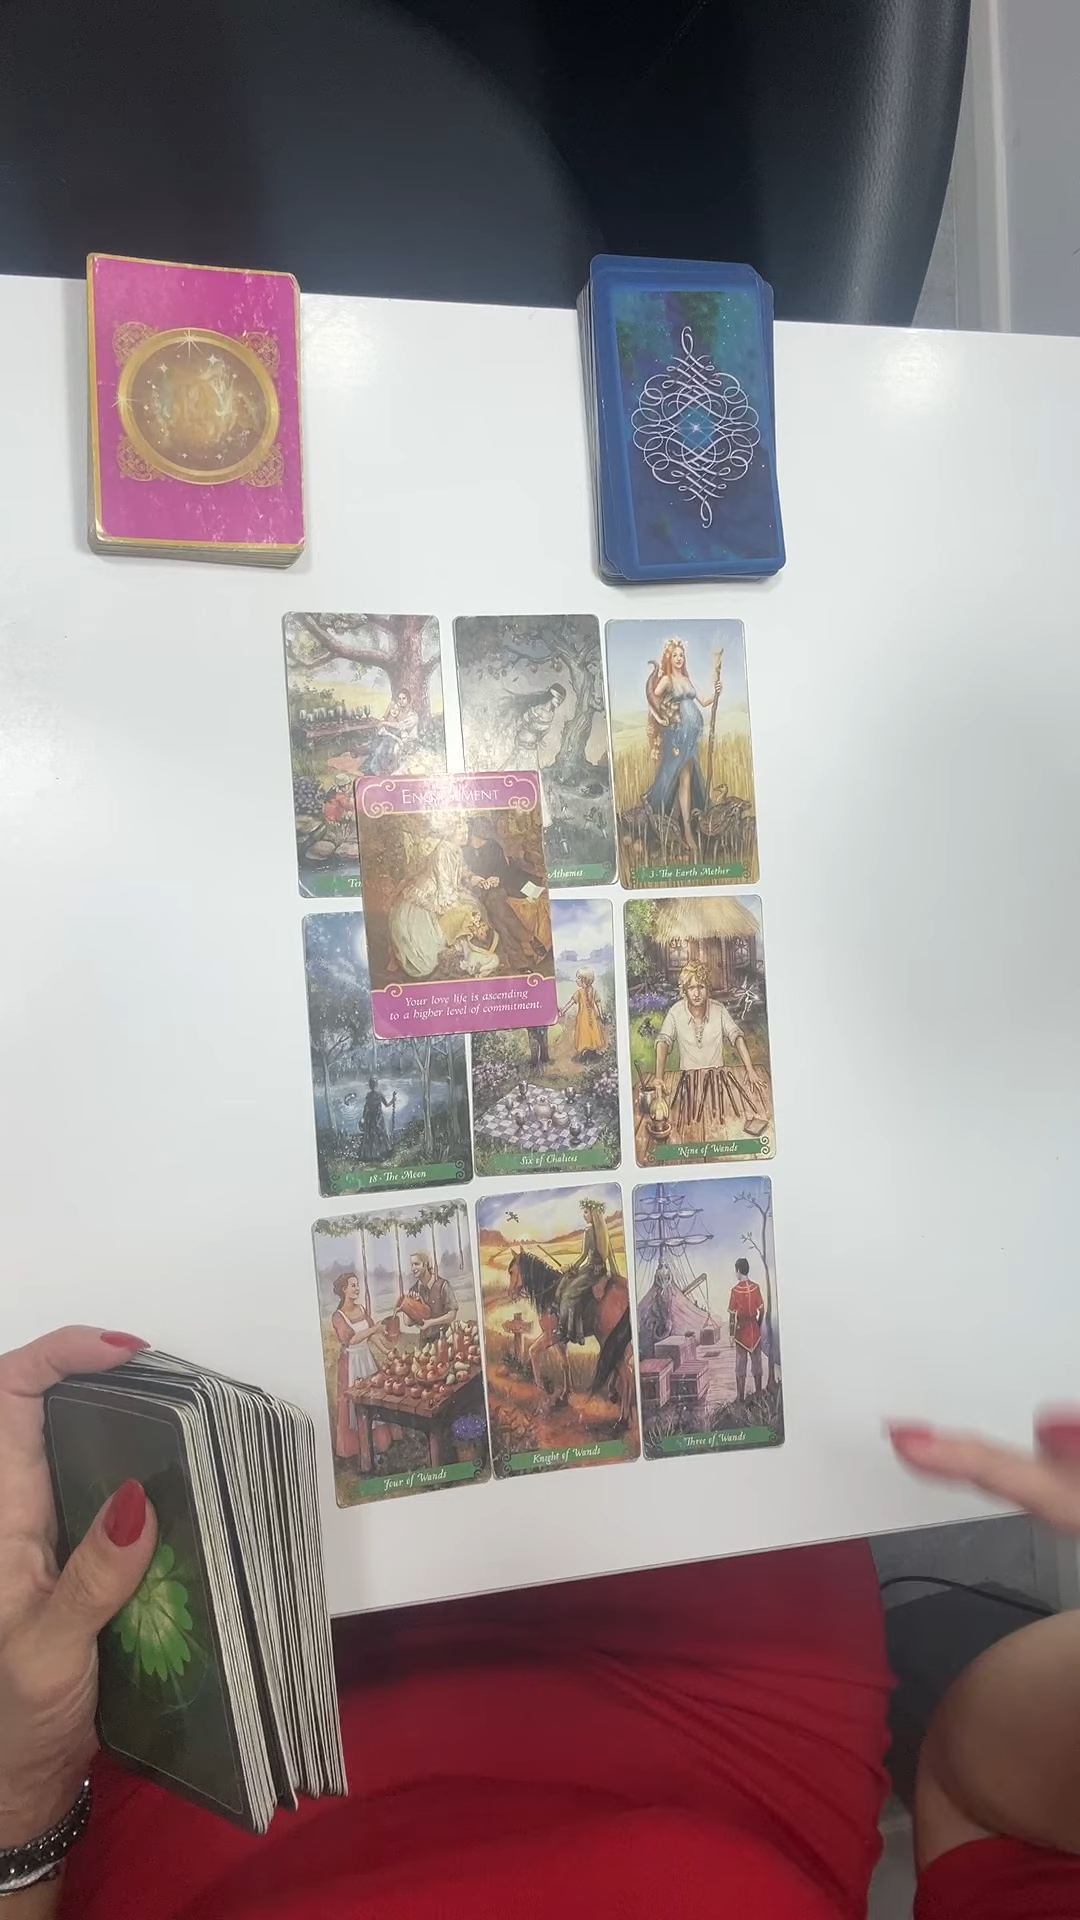 Athames
3 · The Earth Mother
Your love life is ascending
to a higher level of commitment.
18 · The Moon
Six of Chalices
Nine of Wands
Four of Wands
Knight of Wands
Three of Wands